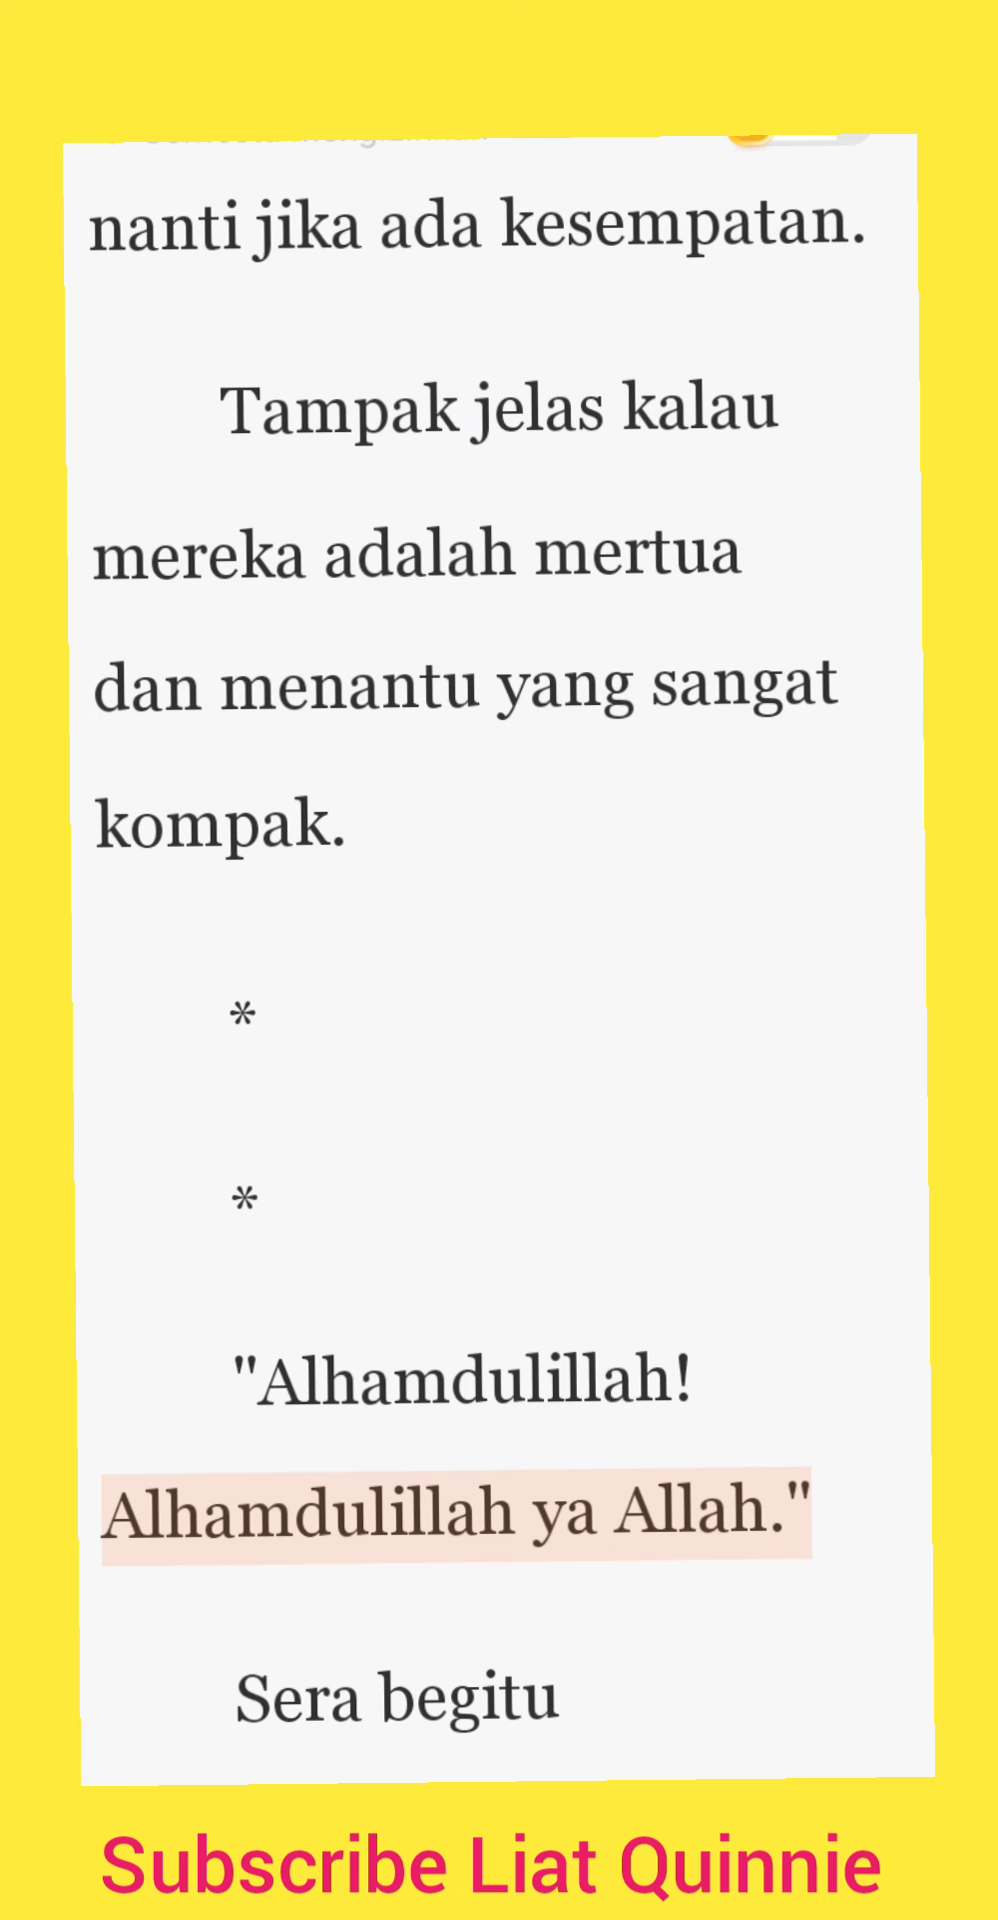 nanti jika ada kesempatan.
Tampak jelas kalau
mereka adalah mertua
dan menantu yang sangat
kompak.
*
*
"Alhamdulillah!
Alhamdulillah ya Allah."
Sera begitu
Subscribe Liat Quinnie